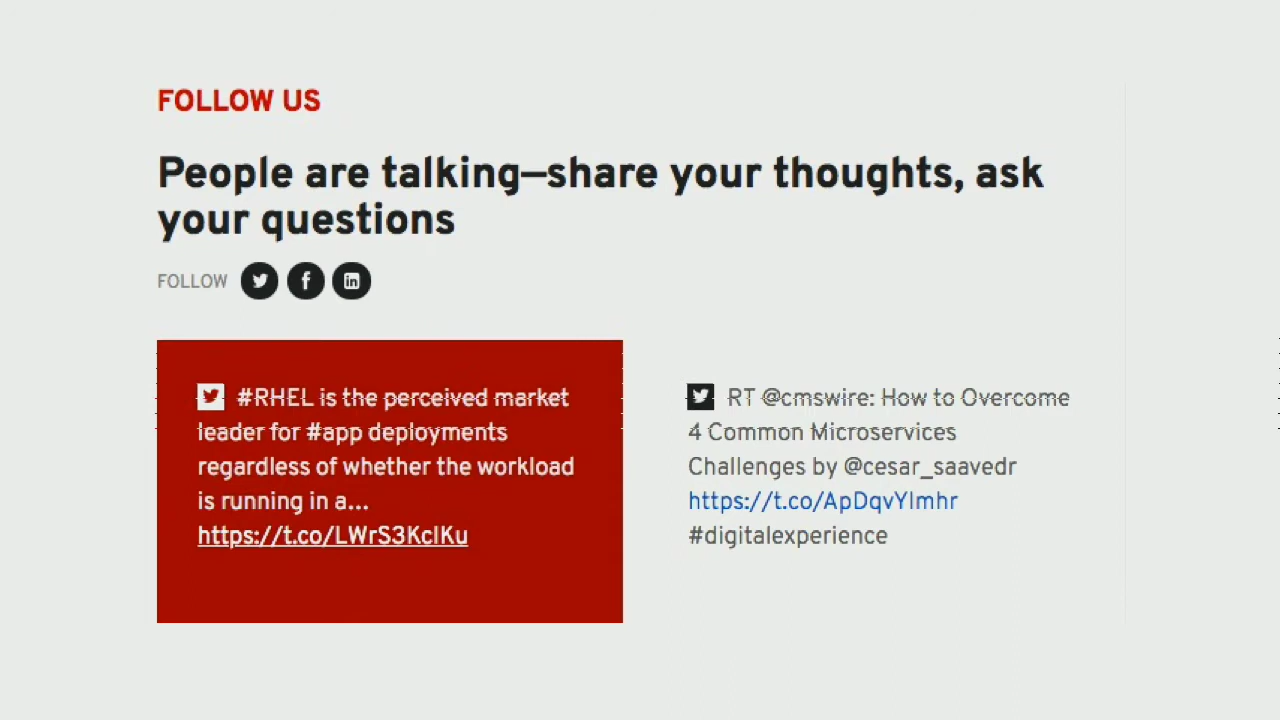 FOLLOW US
People are talking—share your thoughts, ask
your questions
FOLLOW
#RHEL is the perceived market
leader for #app deployments
regardless of whether the workload
is running in a...
https://t.co/LWrS3KclKu
RT @cmswire: How to Overcome
4 Common Microservices
Challenges by @cesar_saavedr
https://t.co/ApDqvYlmhr
#digitalexperience